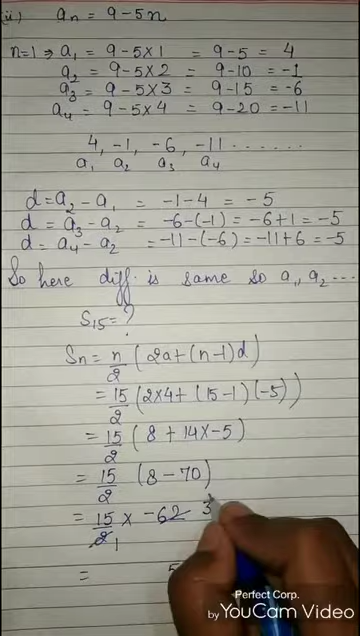 (ii) aₙ = 9-5n
n=1 ⇒ a₁ = 9-5×1 = 9-5 = 4
a₂ = 9-5×2 = 9-10 = -1
a₃ = 9-5×3 = 9-15 = -6
a₄ = 9-5×4 = 9-20 = -11
4, -1, -6, -11 ......
a₁ a₂ a₃ a₄
d = a₂-a₁ = -1-4 = -5
d = a₃-a₂ = -6-(-1) = -6+1 = -5
d = a₄-a₂ = -11-(-6) = -11+6 = -5
So here diff. is same so a₁, a₂ ...
S₁₅ = ?
Sₙ = n/2 (2a+(n-1)d)
= 15/2 (2×4+(15-1)(-5))
= 15/2 (8+14×-5)
= 15/2 (8-70)
= 15/2 × -62 3
1
=
Perfect Corp.
by YouCam Video